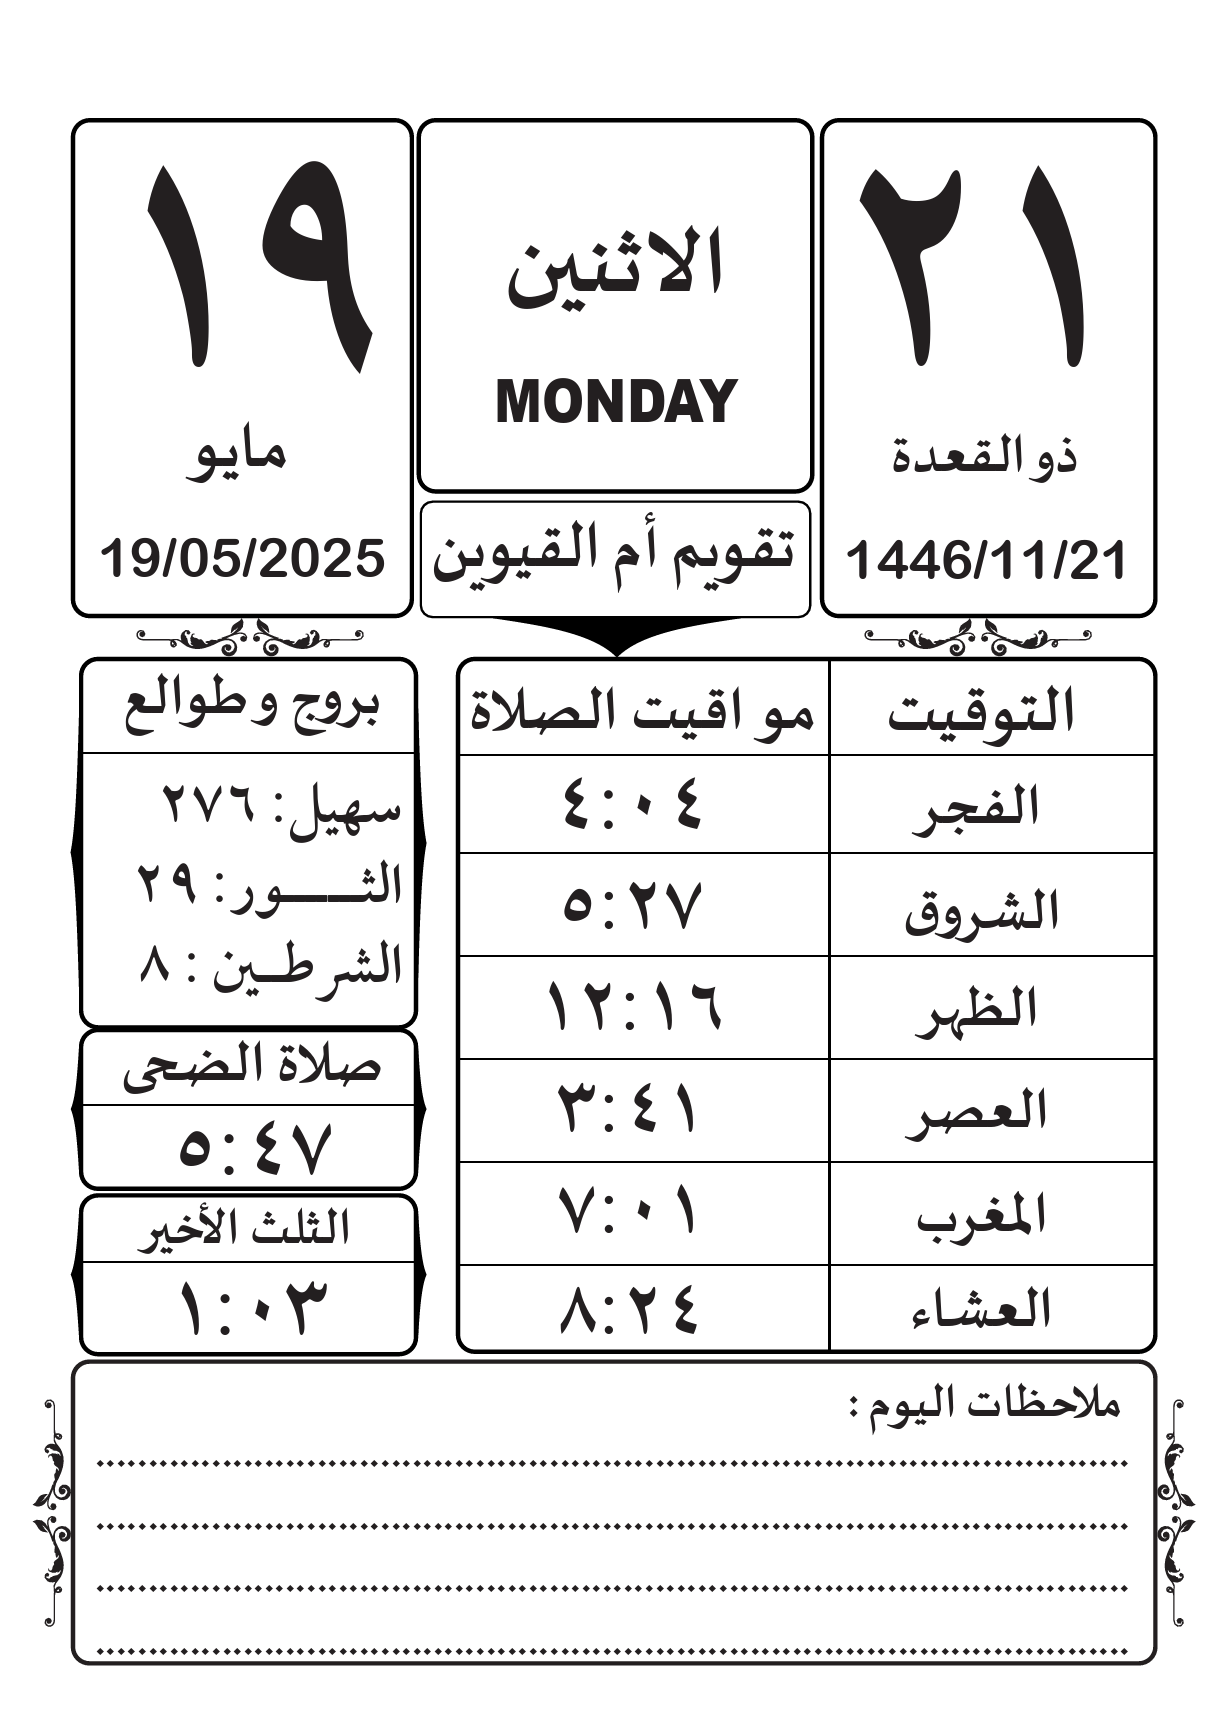 ٢١
ذو القعدة
1446/11/21
الاثنين
MONDAY
تقويم أم القيوين
١٩
مايو
19/05/2025
التوقيت مواقيت الصلاة
الفجر ٤:٠٤
الشروق ٥:٢٧
الظهر ١٢:١٦
العصر ٣:٤١
المغرب ٧:٠١
العشاء ٨:٢٤
بروج وطوالع
سهيل: ٢٧٦
الثـــور: ٢٩
الشرطـين : ٨
صلاة الضحى
٥:٤٧
الثلث الأخير
١:٠٣
ملاحظات اليوم :